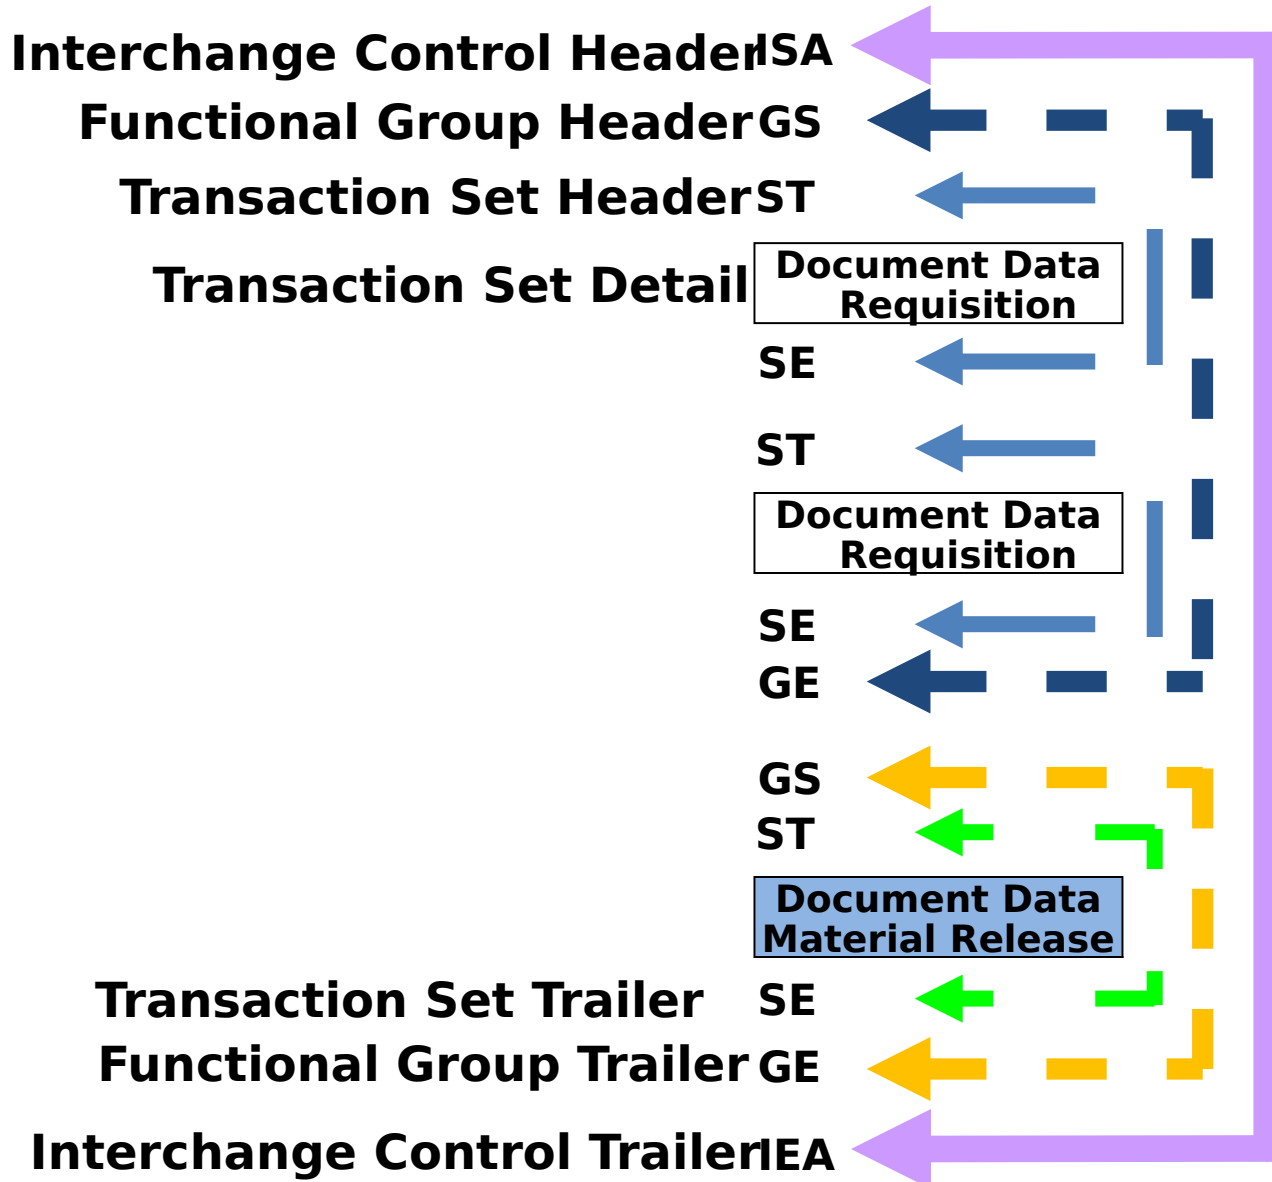 Interchange Control Header ISA
Functional Group Header GS
Transaction Set Header ST
Transaction Set Detail
Document Data
Requisition
SE
ST
Document Data
Requisition
SE
GE
GS
ST
Document Data
Material Release
Transaction Set Trailer SE
Functional Group Trailer GE
Interchange Control Trailer IEA